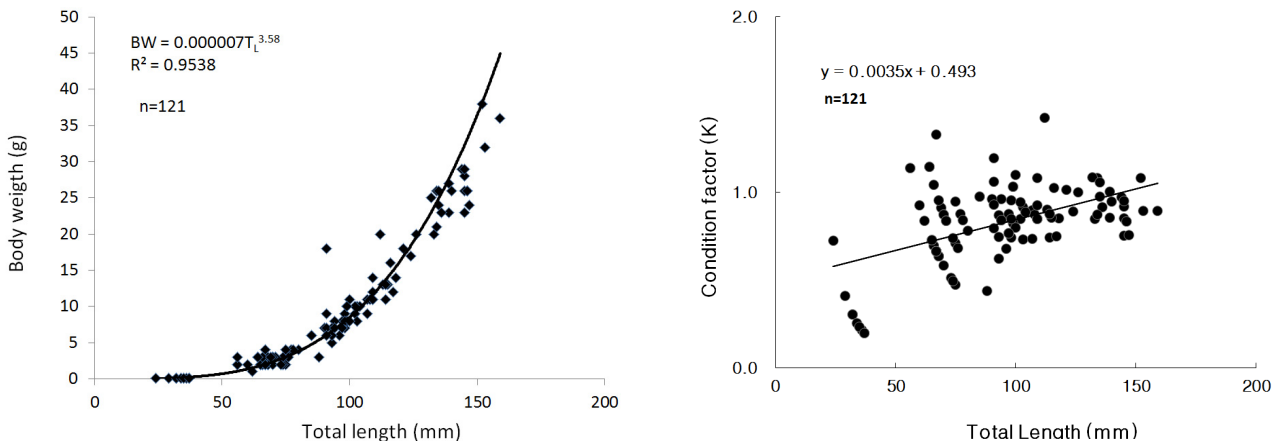 BW = 0.000007T_L^3.58
R² = 0.9538
n=121
Body weigth (g)
50
45
40
35
30
25
20
15
10
5
0
0 50 100 150 200
Total length (mm)
y = 0.0035x + 0.493
n=121
Condition factor (K)
2.0
1.0
0.0
0 50 100 150 200
Total Length (mm)